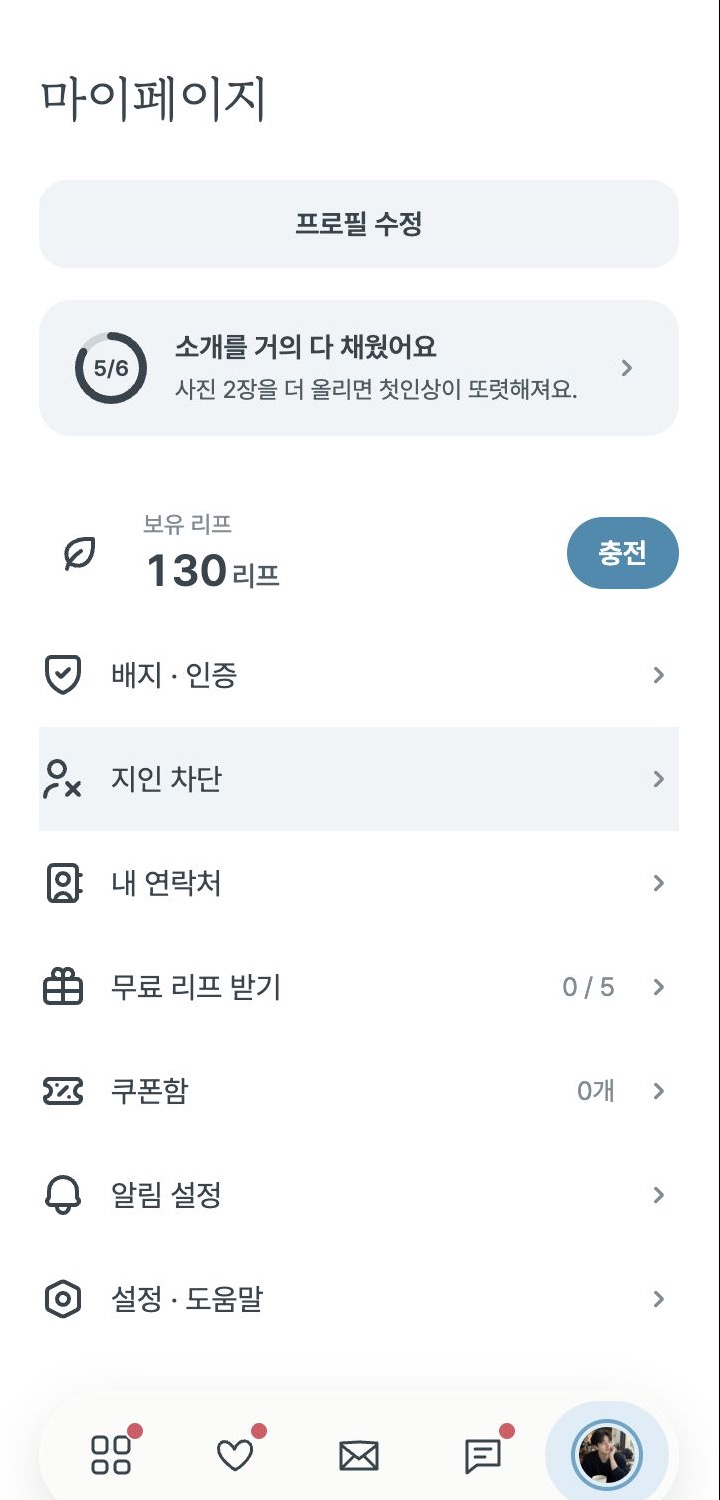 마이페이지
프로필 수정
5/6
소개를 거의 다 채웠어요
사진 2장을 더 올리면 첫인상이 또렷해져요.
보유 리프
130 리프
충전
배지 · 인증
지인 차단
내 연락처
무료 리프 받기
0 / 5
쿠폰함
0개
알림 설정
설정 · 도움말